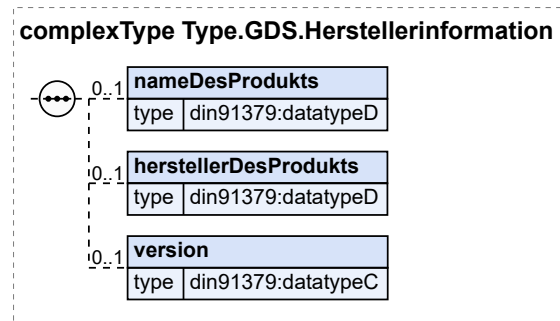 complexType Type.GDS.Herstellerinformation
0..1 nameDesProdukts
type din91379:datatypeD
0..1 herstellerDesProdukts
type din91379:datatypeD
0..1 version
type din91379:datatypeC